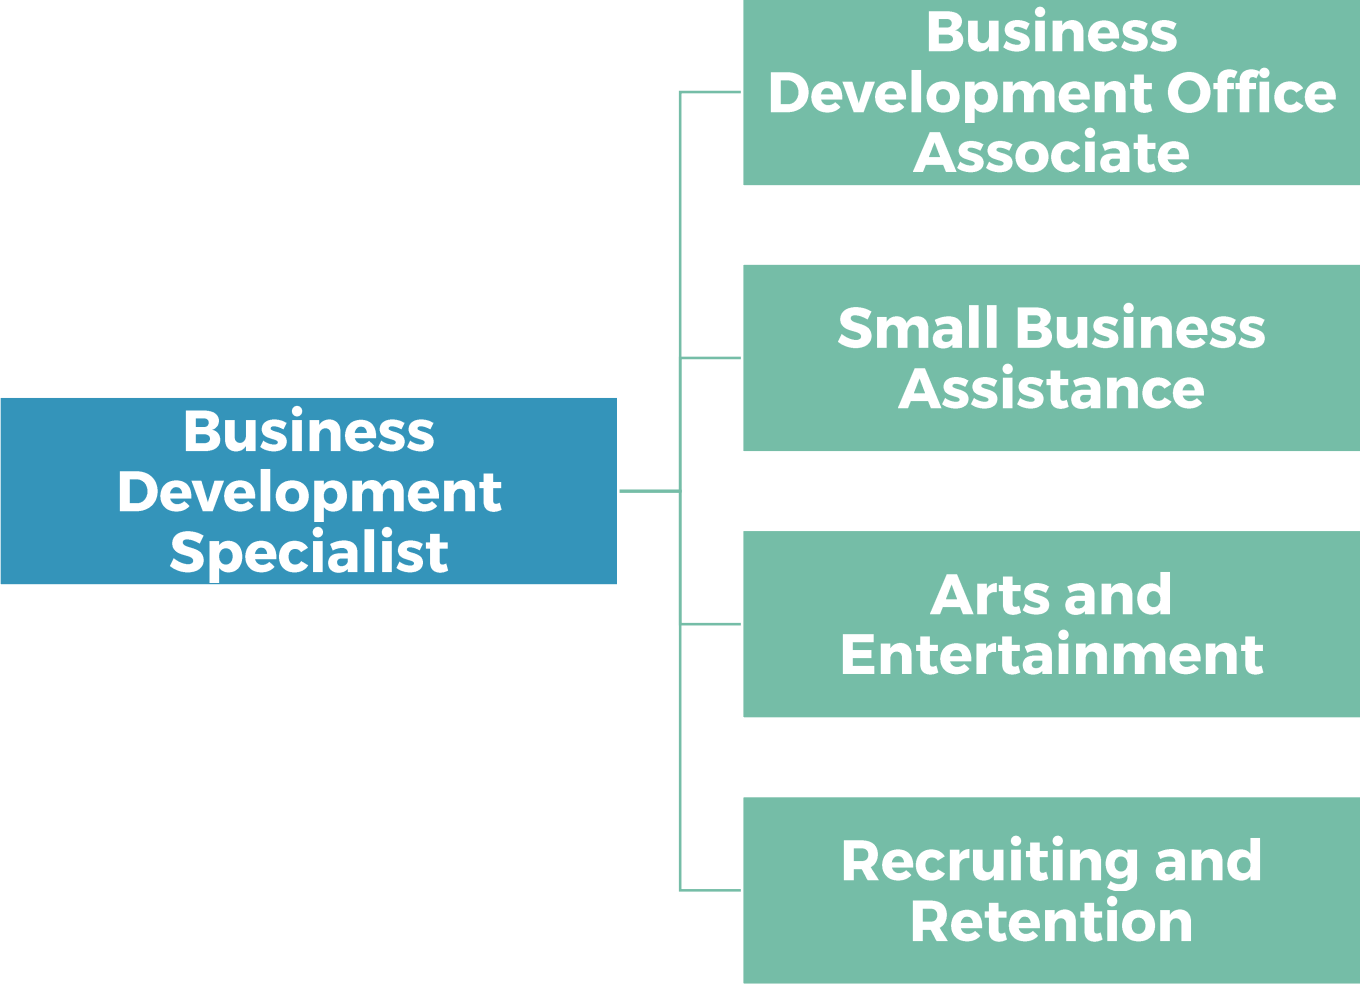 Business
Development Specialist
Business
Development Office
Associate
Small Business
Assistance
Arts and
Entertainment
Recruiting and
Retention